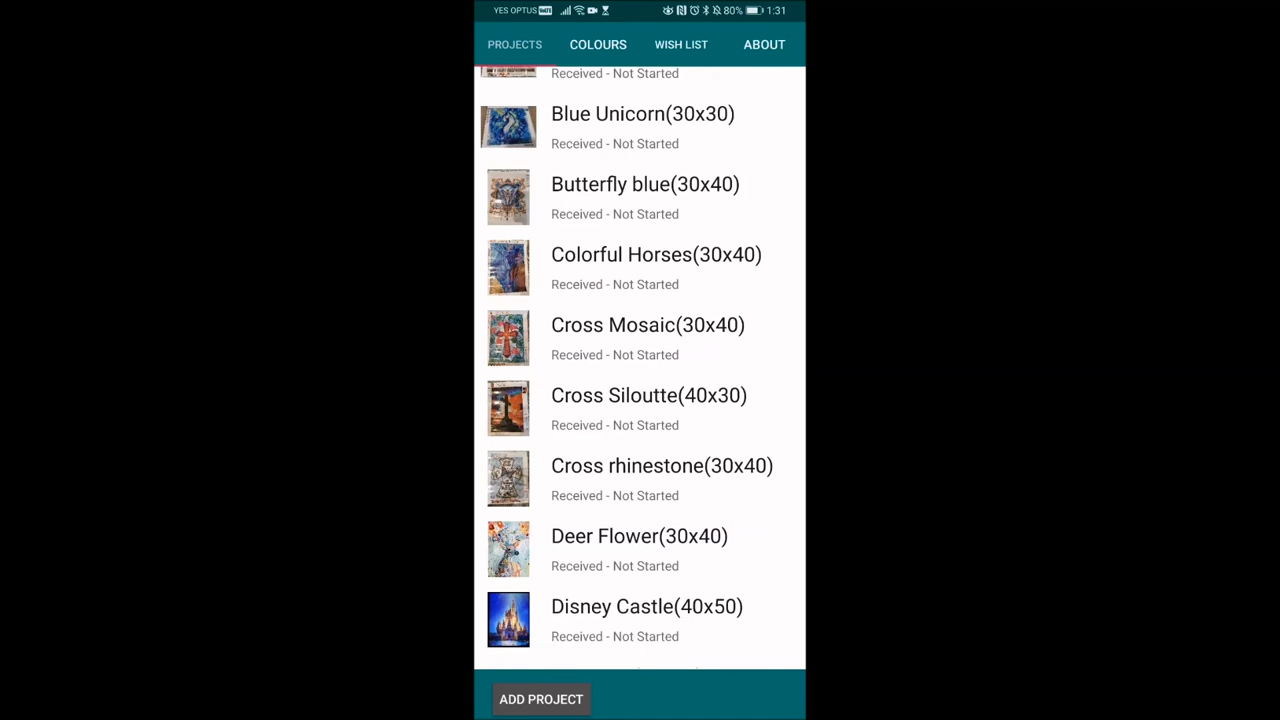 YES OPTUS 80% 1:31
PROJECTS COLOURS WISH LIST ABOUT
Received - Not Started
Blue Unicorn(30x30)
Received - Not Started
Butterfly blue(30x40)
Received - Not Started
Colorful Horses(30x40)
Received - Not Started
Cross Mosaic(30x40)
Received - Not Started
Cross Siloutte(40x30)
Received - Not Started
Cross rhinestone(30x40)
Received - Not Started
Deer Flower(30x40)
Received - Not Started
Disney Castle(40x50)
Received - Not Started
ADD PROJECT